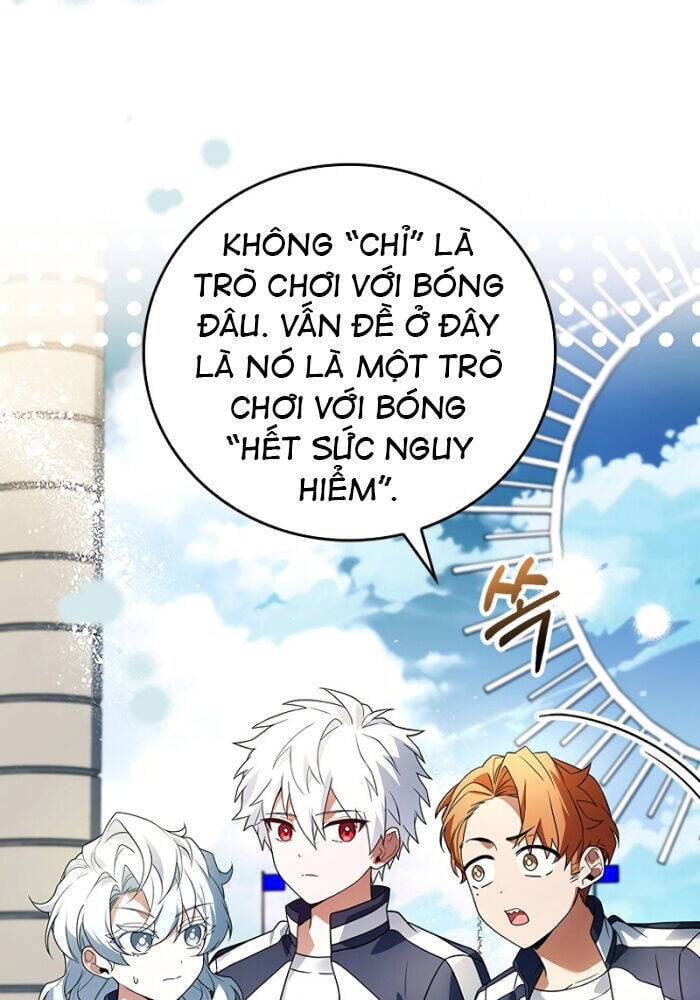 KHÔNG “CHỈ” LÀ
TRÒ CHƠI VỚI BÓNG
ĐÂU. VẤN ĐỀ Ở ĐÂY
LÀ NÓ LÀ MỘT TRÒ
CHƠI VỚI BÓNG
“HẾT SỨC NGUY
HIỂM”.
쓱